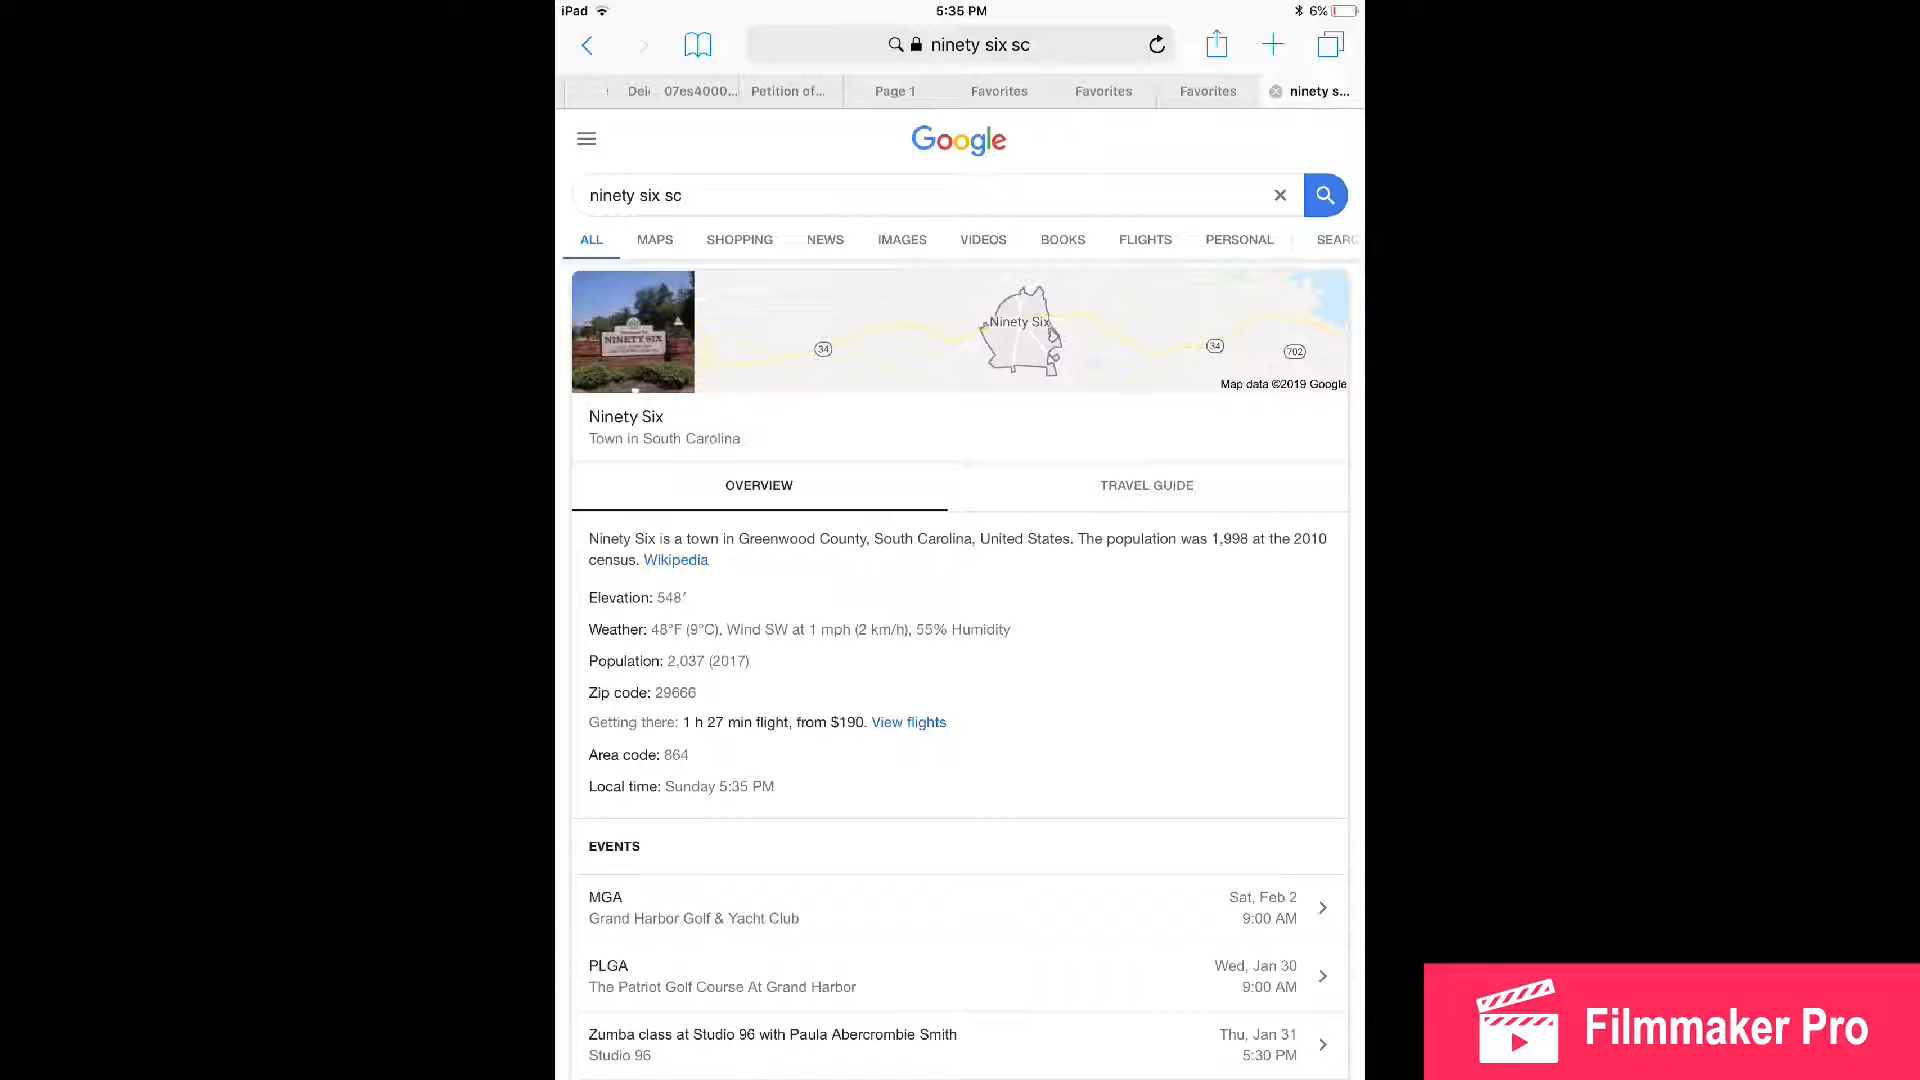 iPad
5:35 PM
6%
ninety six sc
07es4000...
Petition of...
Page 1
Favorites
Favorites
Favorites
ninety s...
Google
ninety six sc
ALL
MAPS
SHOPPING
NEWS
IMAGES
VIDEOS
BOOKS
FLIGHTS
PERSONAL
SEARC
NINETY SIX
Ninety Six
34
34
702
Map data ©2019 Google
Ninety Six
Town in South Carolina
OVERVIEW
TRAVEL GUIDE
Ninety Six is a town in Greenwood County, South Carolina, United States. The population was 1,998 at the 2010
census. Wikipedia
Elevation: 548′
Weather: 48°F (9°C), Wind SW at 1 mph (2 km/h), 55% Humidity
Population: 2,037 (2017)
Zip code: 29666
Getting there: 1 h 27 min flight, from $190. View flights
Area code: 864
Local time: Sunday 5:35 PM
EVENTS
MGA
Sat, Feb 2
Grand Harbor Golf & Yacht Club
9:00 AM
PLGA
Wed, Jan 30
The Patriot Golf Course At Grand Harbor
9:00 AM
Zumba class at Studio 96 with Paula Abercrombie Smith
Thu, Jan 31
Studio 96
5:30 PM
Filmmaker Pro